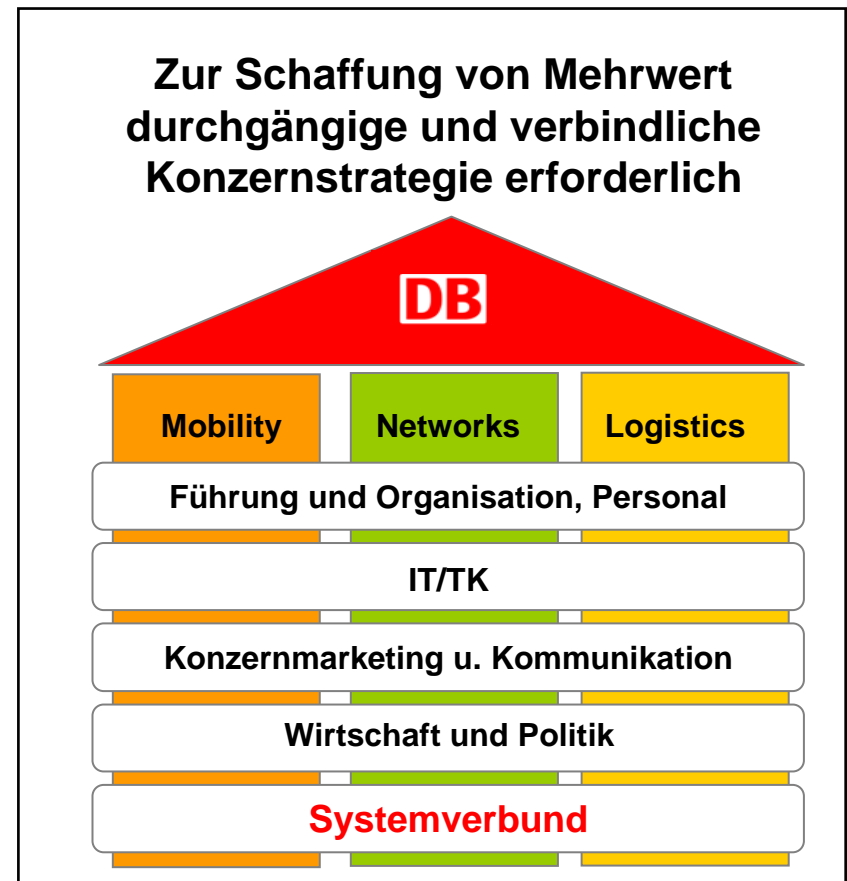 Zur Schaffung von Mehrwert
durchgängige und verbindliche
Konzernstrategie erforderlich
DB
Mobility
Networks
Logistics
Führung und Organisation, Personal
IT/TK
Konzernmarketing u. Kommunikation
Wirtschaft und Politik
Systemverbund